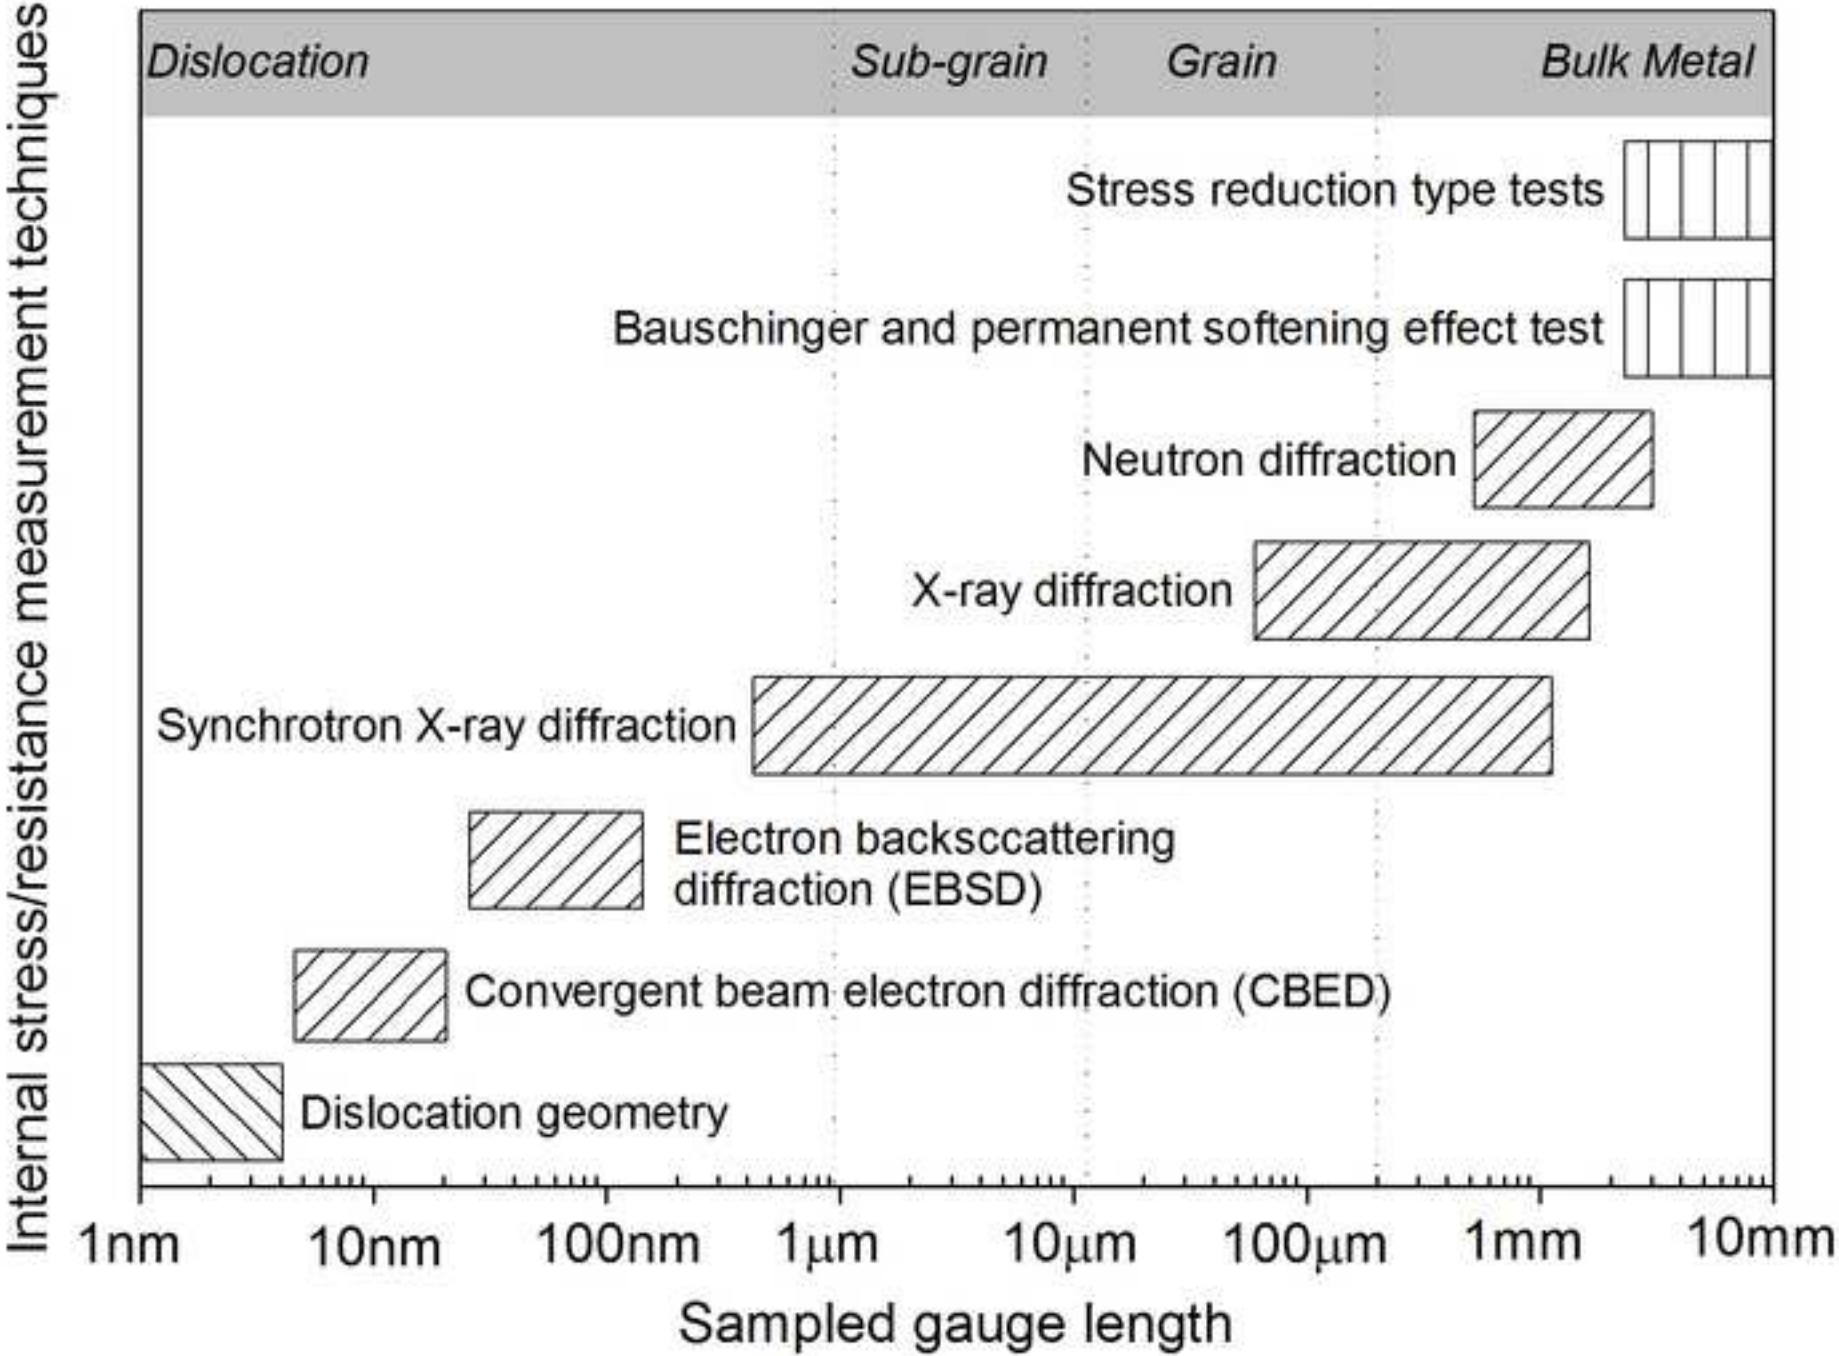 Internal stress/resistance measurement techniques
Dislocation
Sub-grain
Grain
Bulk Metal
Stress reduction type tests
Bauschinger and permanent softening effect test
Neutron diffraction
X-ray diffraction
Synchrotron X-ray diffraction
Electron backsccattering
diffraction (EBSD)
Convergent beam electron diffraction (CBED)
Dislocation geometry
1nm
10nm
100nm
1μm
10μm
100μm
1mm
10mm
Sampled gauge length